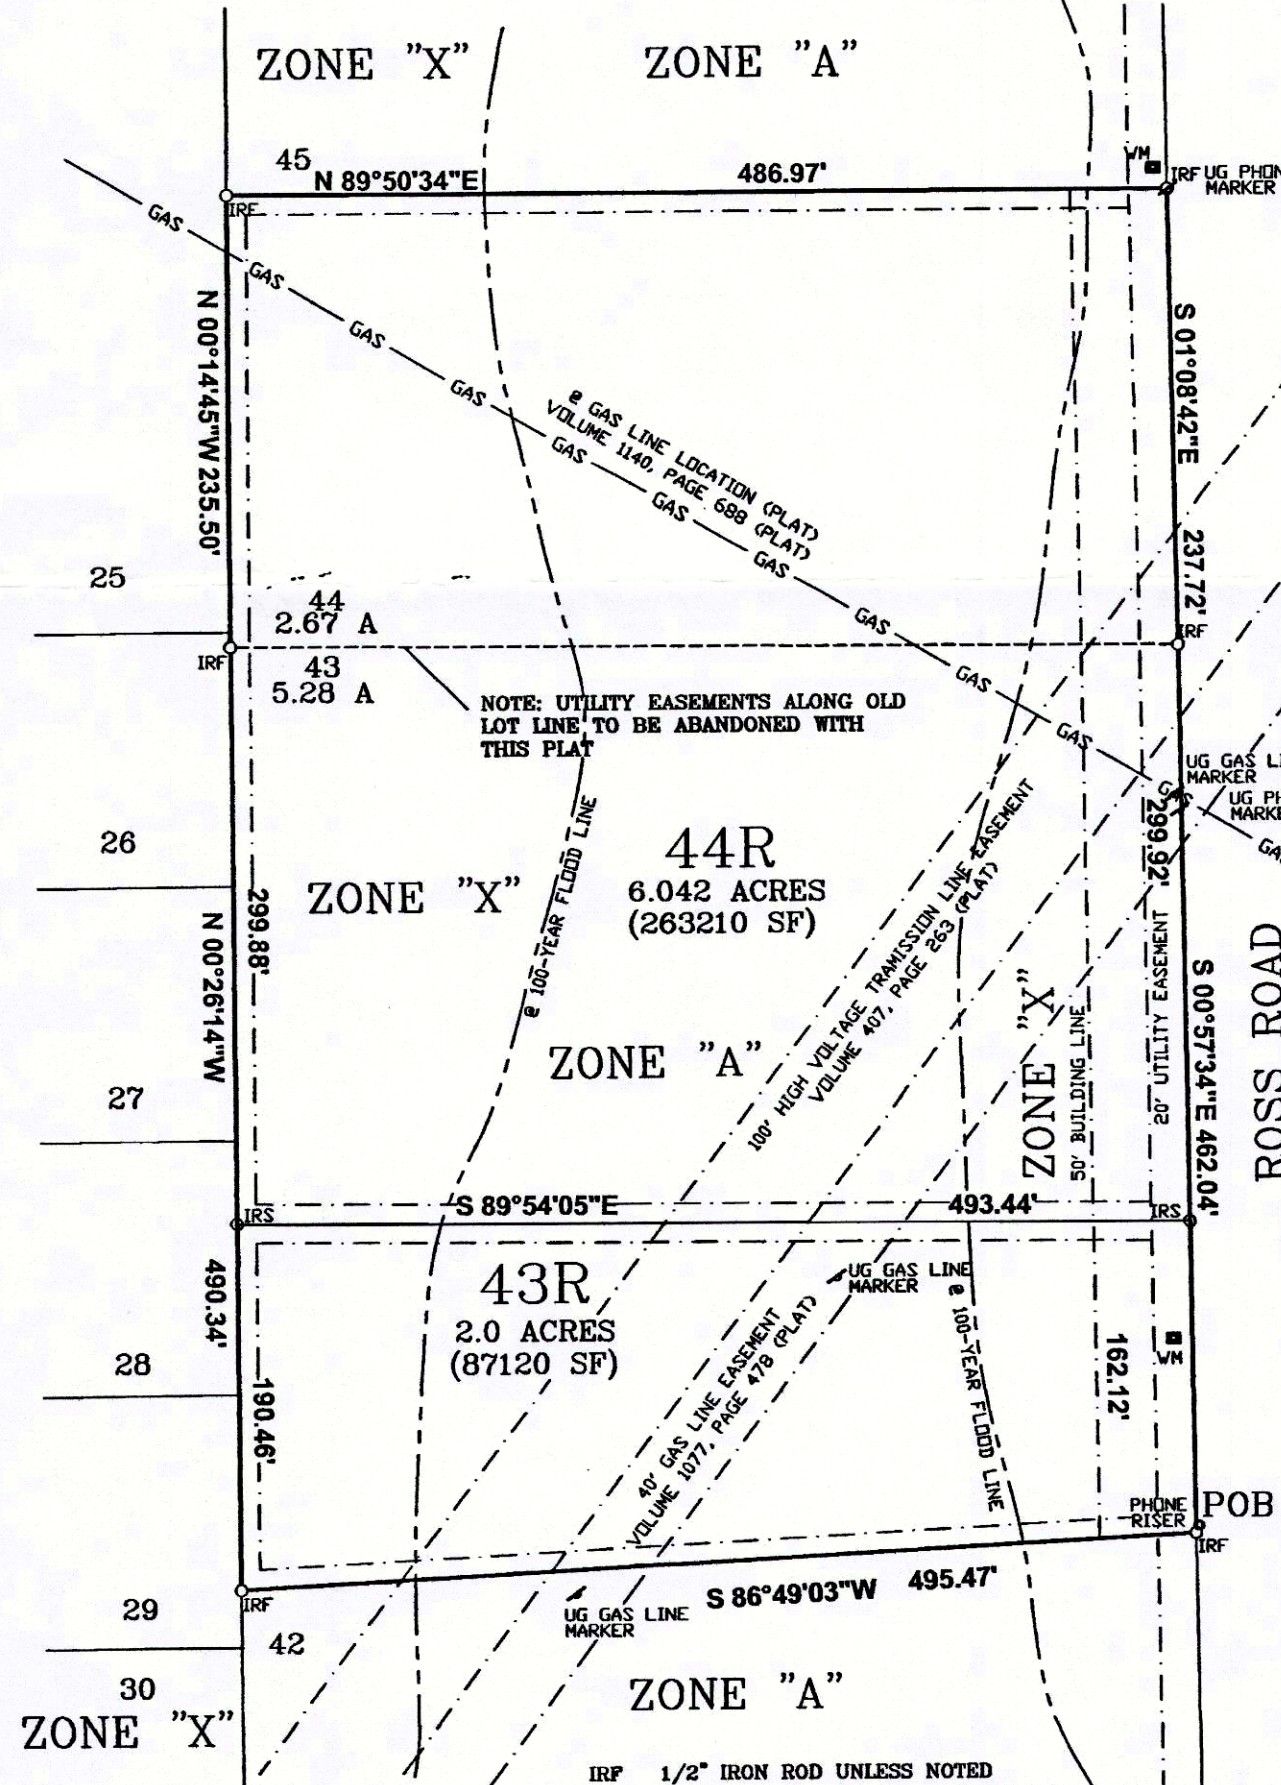 ZONE "X"
ZONE "A"
45
N 89°50'34"E
486.97'
WM
IRF
UG PHON
MARKER
IRF
GAS
GAS
GAS
GAS
GAS
GAS
GAS
GAS
GAS
GAS
GAS
@ GAS LINE LOCATION (PLAT)
VOLUME 1140, PAGE 688 (PLAT)
N 00°14'45"W 235.50'
S 01°08'42"E
237.72'
25
44
2.67 A
IRF
43
5.28 A
IRF
NOTE: UTILITY EASEMENTS ALONG OLD
LOT LINE TO BE ABANDONED WITH
THIS PLAT
UG GAS LI
MARKER
UG PH
MARKE
GAS
299.92'
26
ZONE "X"
@ 100-YEAR FLOOD LINE
44R
6.042 ACRES
(263210 SF)
299.88'
N 00°26'14"W
ZONE "A"
100' HIGH VOLTAGE TRAMISSION LINE EASEMENT
VOLUME 407, PAGE 263 (PLAT)
ZONE "X"
50' BUILDING LINE
20' UTILITY EASEMENT
S 00°57'34"E 462.04'
ROSS ROAD
27
IRS
S 89°54'05"E
493.44'
IRS
490.34'
43R
2.0 ACRES
(87120 SF)
UG GAS LINE
MARKER
@ 100-YEAR FLOOD LINE
40' GAS LINE EASEMENT
VOLUME 1077, PAGE 478 (PLAT)
162.12'
WM
28
190.46'
PHONE
RISER
POB
IRF
S 86°49'03"W
495.47'
IRF
UG GAS LINE
MARKER
29
42
30
ZONE "X"
ZONE "A"
IRF 1/2" IRON ROD UNLESS NOTED